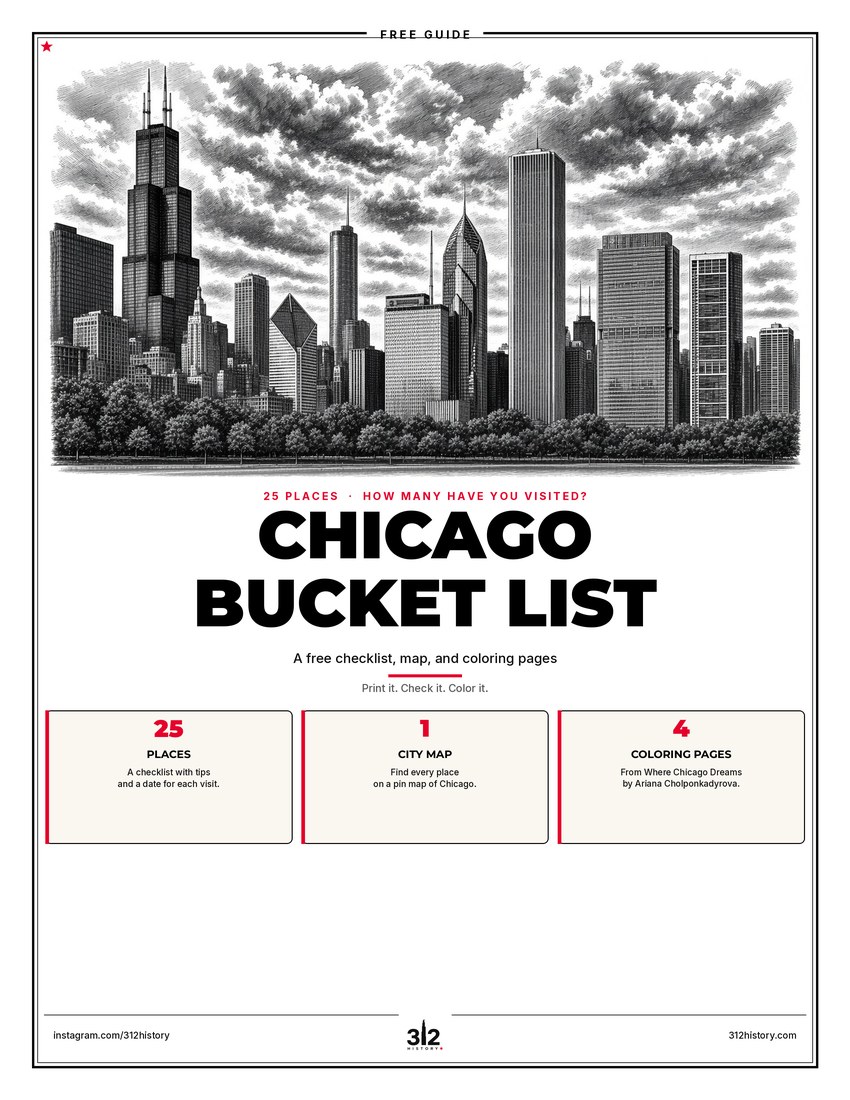 FREE GUIDE
25 PLACES · HOW MANY HAVE YOU VISITED?
CHICAGO
BUCKET LIST
A free checklist, map, and coloring pages
Print it. Check it. Color it.
25
PLACES
A checklist with tips
and a date for each visit.
1
CITY MAP
Find every place
on a pin map of Chicago.
4
COLORING PAGES
From Where Chicago Dreams
by Ariana Cholponkadyrova.
instagram.com/312history
312
HISTORY
312history.com